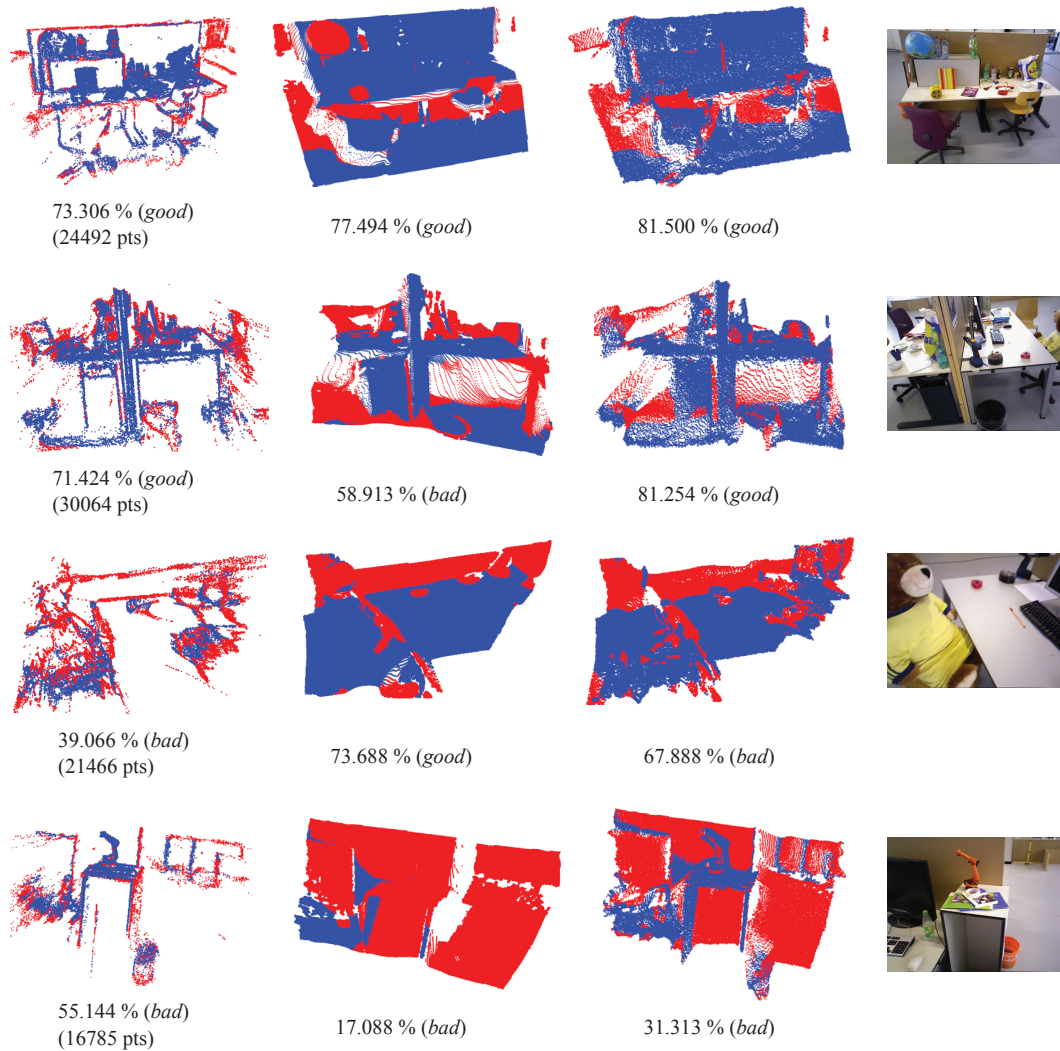 73.306 % (good)
(24492 pts)
77.494 % (good)
81.500 % (good)
71.424 % (good)
(30064 pts)
58.913 % (bad)
81.254 % (good)
39.066 % (bad)
(21466 pts)
73.688 % (good)
67.888 % (bad)
55.144 % (bad)
(16785 pts)
17.088 % (bad)
31.313 % (bad)